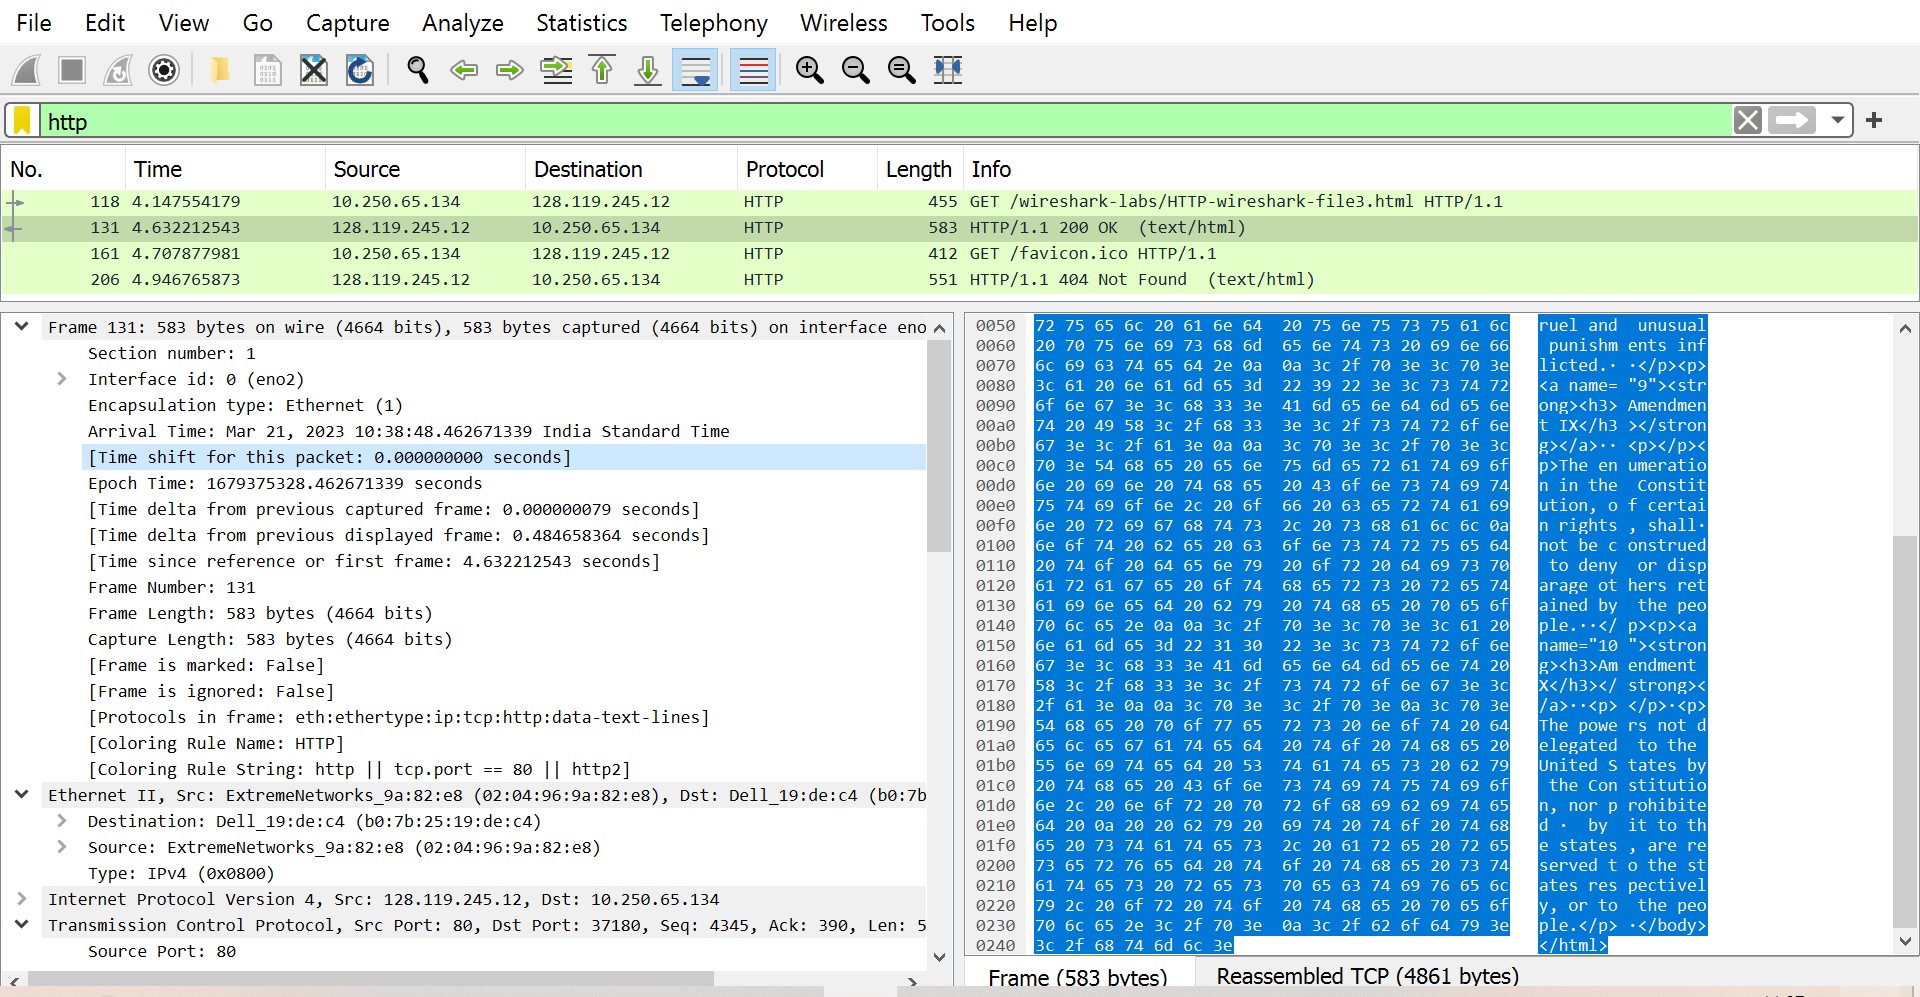 File Edit View Go Capture Analyze Statistics Telephony Wireless Tools Help
http
No. Time Source Destination Protocol Length Info
118 4.147554179 10.250.65.134 128.119.245.12 HTTP 455 GET /wireshark-labs/HTTP-wireshark-file3.html HTTP/1.1
131 4.632212543 128.119.245.12 10.250.65.134 HTTP 583 HTTP/1.1 200 OK (text/html)
161 4.707877981 10.250.65.134 128.119.245.12 HTTP 412 GET /favicon.ico HTTP/1.1
206 4.946765873 128.119.245.12 10.250.65.134 HTTP 551 HTTP/1.1 404 Not Found (text/html)
Frame 131: 583 bytes on wire (4664 bits), 583 bytes captured (4664 bits) on interface eno
Section number: 1
Interface id: 0 (eno2)
Encapsulation type: Ethernet (1)
Arrival Time: Mar 21, 2023 10:38:48.462671339 India Standard Time
[Time shift for this packet: 0.000000000 seconds]
Epoch Time: 1679375328.462671339 seconds
[Time delta from previous captured frame: 0.000000079 seconds]
[Time delta from previous displayed frame: 0.484658364 seconds]
[Time since reference or first frame: 4.632212543 seconds]
Frame Number: 131
Frame Length: 583 bytes (4664 bits)
Capture Length: 583 bytes (4664 bits)
[Frame is marked: False]
[Frame is ignored: False]
[Protocols in frame: eth:ethertype:ip:tcp:http:data-text-lines]
[Coloring Rule Name: HTTP]
[Coloring Rule String: http || tcp.port == 80 || http2]
Ethernet II, Src: ExtremeNetworks_9a:82:e8 (02:04:96:9a:82:e8), Dst: Dell_19:de:c4 (b0:7b
Destination: Dell_19:de:c4 (b0:7b:25:19:de:c4)
Source: ExtremeNetworks_9a:82:e8 (02:04:96:9a:82:e8)
Type: IPv4 (0x0800)
Internet Protocol Version 4, Src: 128.119.245.12, Dst: 10.250.65.134
Transmission Control Protocol, Src Port: 80, Dst Port: 37180, Seq: 4345, Ack: 390, Len: 5
Source Port: 80
0050 72 75 65 6c 20 61 6e 64 20 75 6e 75 73 75 61 6c ruel and unusual
0060 20 70 75 6e 69 73 68 6d 65 6e 74 73 20 69 6e 66 punishm ents inf
0070 6c 69 63 74 65 64 2e 0a 0a 3c 2f 70 3e 3c 70 3e licted.· ·</p><p>
0080 3c 61 20 6e 61 6d 65 3d 22 39 22 3e 3c 73 74 72 <a name= "9"><str
0090 6f 6e 67 3e 3c 68 33 3e 41 6d 65 6e 64 6d 65 6e ong><h3> Amendmen
00a0 74 20 49 58 3c 2f 68 33 3e 3c 2f 73 74 72 6f 6e t IX</h3 ></stron
00b0 67 3e 3c 2f 61 3e 0a 0a 3c 70 3e 3c 2f 70 3e 3c g></a>·· <p></p><
00c0 70 3e 54 68 65 20 65 6e 75 6d 65 72 61 74 69 6f p>The en umeratio
00d0 6e 20 69 6e 20 74 68 65 20 43 6f 6e 73 74 69 74 n in the Constit
00e0 75 74 69 6f 6e 2c 20 6f 66 20 63 65 72 74 61 69 ution, o f certai
00f0 6e 20 72 69 67 68 74 73 2c 20 73 68 61 6c 6c 0a n rights , shall·
0100 6e 6f 74 20 62 65 20 63 6f 6e 73 74 72 75 65 64 not be c onstrued
0110 20 74 6f 20 64 65 6e 79 20 6f 72 20 64 69 73 70 to deny or disp
0120 61 72 61 67 65 20 6f 74 68 65 72 73 20 72 65 74 arage ot hers ret
0130 61 69 6e 65 64 20 62 79 20 74 68 65 20 70 65 6f ained by the peo
0140 70 6c 65 2e 0a 0a 3c 2f 70 3e 3c 70 3e 3c 61 20 ple.··</ p><p><a
0150 6e 61 6d 65 3d 22 31 30 22 3e 3c 73 74 72 6f 6e name="10 "><stron
0160 67 3e 3c 68 33 3e 41 6d 65 6e 64 6d 65 6e 74 20 g><h3>Am endment
0170 58 3c 2f 68 33 3e 3c 2f 73 74 72 6f 6e 67 3e 3c X</h3></ strong><
0180 2f 61 3e 0a 0a 3c 70 3e 3c 2f 70 3e 0a 3c 70 3e /a>··<p> </p>·<p>
0190 54 68 65 20 70 6f 77 65 72 73 20 6e 6f 74 20 64 The powe rs not d
01a0 65 6c 65 67 61 74 65 64 20 74 6f 20 74 68 65 20 elegated to the
01b0 55 6e 69 74 65 64 20 53 74 61 74 65 73 20 62 79 United S tates by
01c0 20 74 68 65 20 43 6f 6e 73 74 69 74 75 74 69 6f the Con stitutio
01d0 6e 2c 20 6e 6f 72 20 70 72 6f 68 69 62 69 74 65 n, nor p rohibite
01e0 64 20 0a 20 20 62 79 20 69 74 20 74 6f 20 74 68 d · by it to th
01f0 65 20 73 74 61 74 65 73 2c 20 61 72 65 20 72 65 e states , are re
0200 73 65 72 76 65 64 20 74 6f 20 74 68 65 20 73 74 served t o the st
0210 61 74 65 73 20 72 65 73 70 65 63 74 69 76 65 6c ates res pectivel
0220 79 2c 20 6f 72 20 74 6f 20 74 68 65 20 70 65 6f y, or to the peo
0230 70 6c 65 2e 3c 2f 70 3e 0a 3c 2f 62 6f 64 79 3e ple.</p> ·</body>
0240 3c 2f 68 74 6d 6c 3e </html>
Frame (583 bytes) Reassembled TCP (4861 bytes)